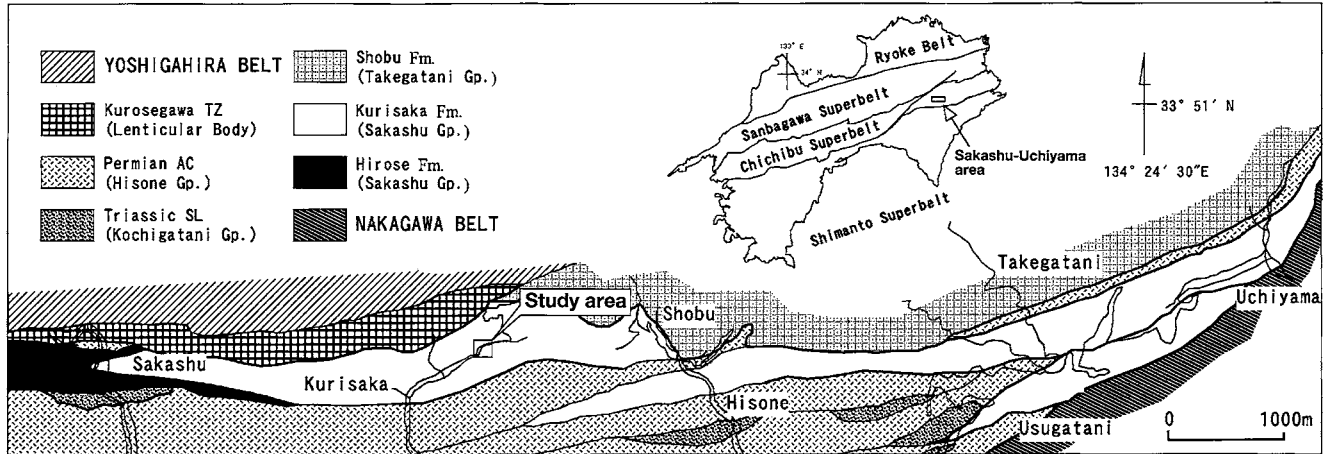 YOSHIGAHIRA BELT
Kurosegawa TZ
(Lenticular Body)
Permian AC
(Hisone Gp.)
Triassic SL
(Kochigatani Gp.)
Shobu Fm.
(Takegatani Gp.)
Kurisaka Fm.
(Sakashu Gp.)
Hirose Fm.
(Sakashu Gp.)
NAKAGAWA BELT
133° E
34° N
Ryoke Belt
Sanbagawa Superbelt
Chichibu Superbelt
Shimanto Superbelt
Sakashu-Uchiyama
area
33° 51′ N
134° 24′ 30″E
Study area
Shobu
Takegatani
Uchiyama
Sakashu
Kurisaka
Hisone
Usugatani
0 1000m